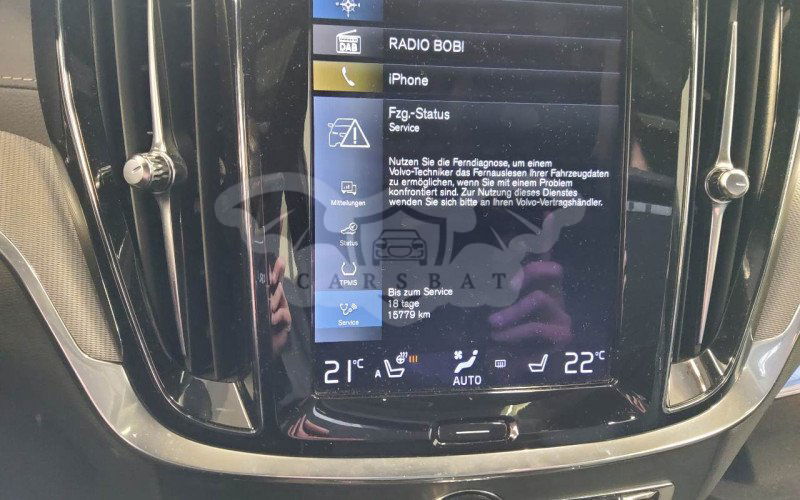 DAB
RADIO BOB!
iPhone
Fzg.-Status
Service
Nutzen Sie die Ferndiagnose, um einem
Volvo-Techniker das Fernauslesen Ihrer Fahrzeugdaten
zu ermöglichen, wenn Sie mit einem Problem
konfrontiert sind. Zur Nutzung dieses Dienstes
wenden Sie sich bitte an Ihren Volvo-Vertragshändler.
Mitteilungen
Status
TPMS
CARSBAT
Bis zum Service
18 tage
15779 km
Service
21°C
A
AUTO
22°C